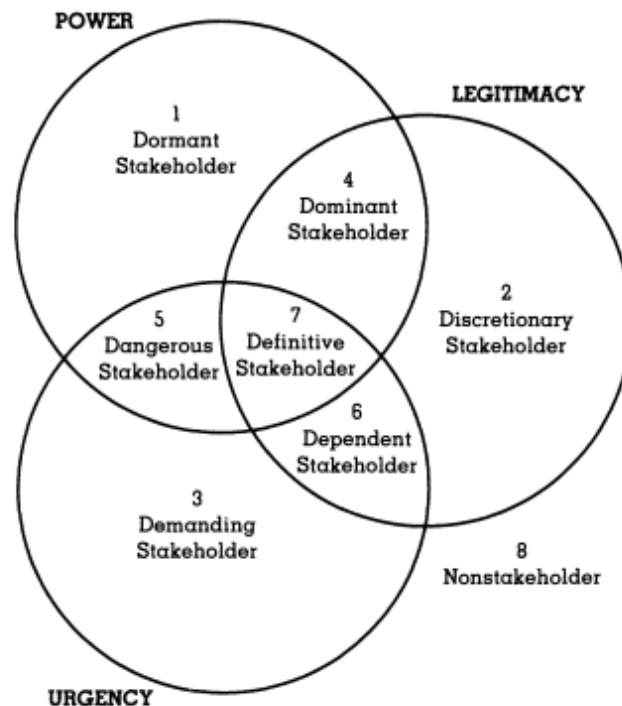 POWER
LEGITIMACY
1
Dormant
Stakeholder
4
Dominant
Stakeholder
2
Discretionary
Stakeholder
5
Dangerous
Stakeholder
7
Definitive
Stakeholder
6
Dependent
Stakeholder
3
Demanding
Stakeholder
8
Nonstakeholder
URGENCY